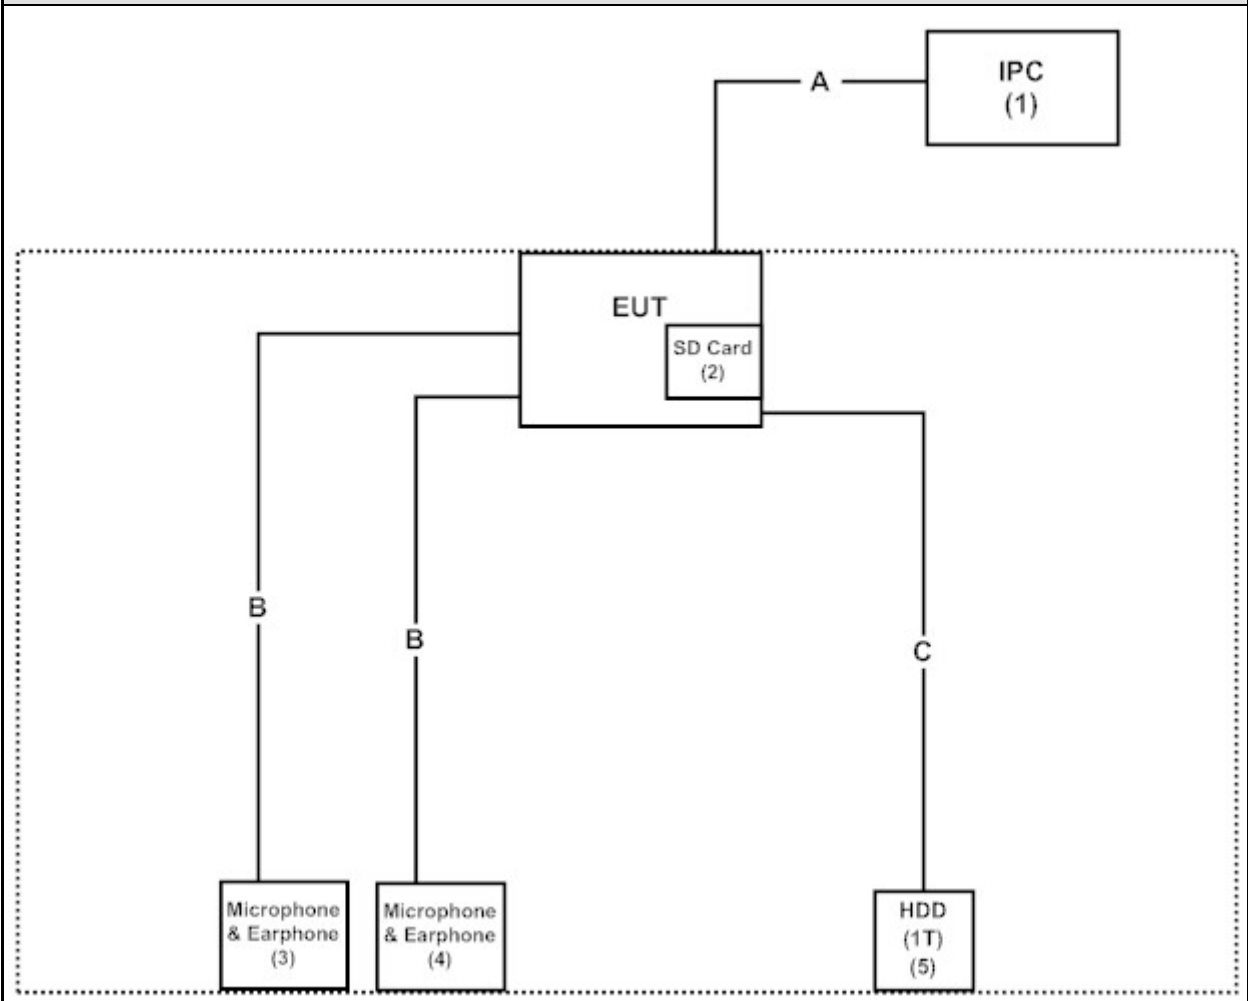 A
IPC
(1)
EUT
SD Card
(2)
B
B
C
Microphone
& Earphone
(3)
Microphone
& Earphone
(4)
HDD
(1T)
(5)